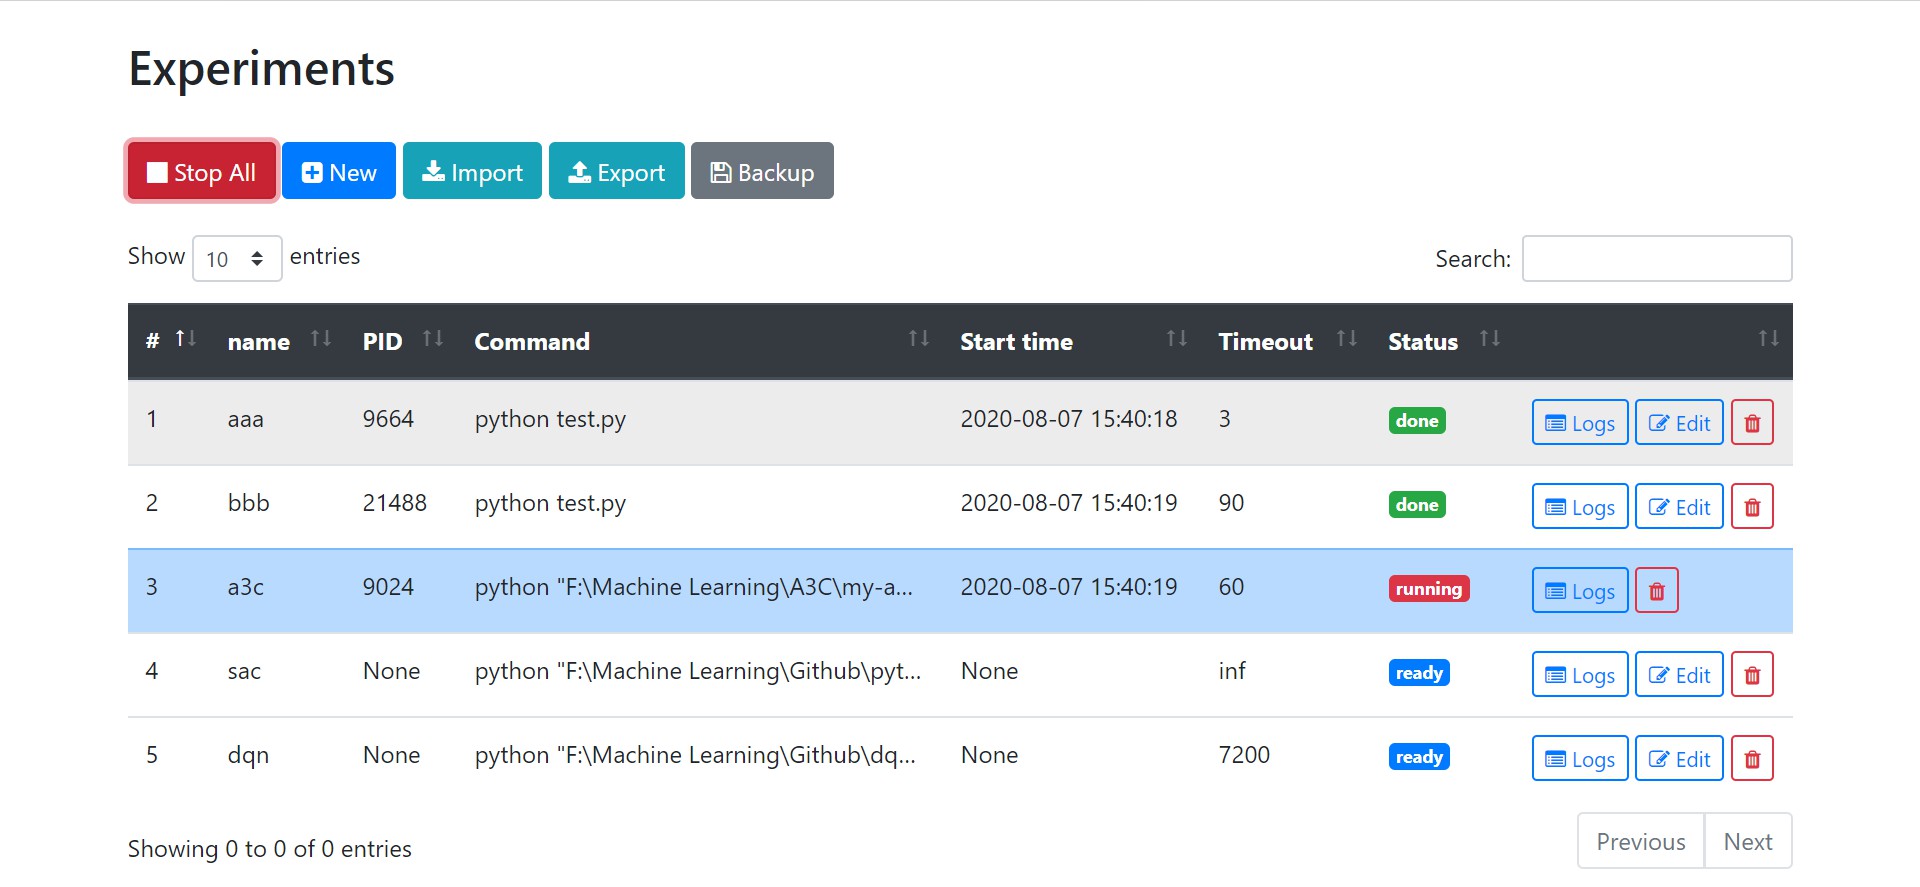 Experiments
Stop All New Import Export Backup
Show 10 entries Search:
# name PID Command Start time Timeout Status
1 aaa 9664 python test.py 2020-08-07 15:40:18 3 done Logs Edit
2 bbb 21488 python test.py 2020-08-07 15:40:19 90 done Logs Edit
3 a3c 9024 python "F:\Machine Learning\A3C\my-a... 2020-08-07 15:40:19 60 running Logs
4 sac None python "F:\Machine Learning\Github\pyt... None inf ready Logs Edit
5 dqn None python "F:\Machine Learning\Github\dq... None 7200 ready Logs Edit
Showing 0 to 0 of 0 entries Previous Next